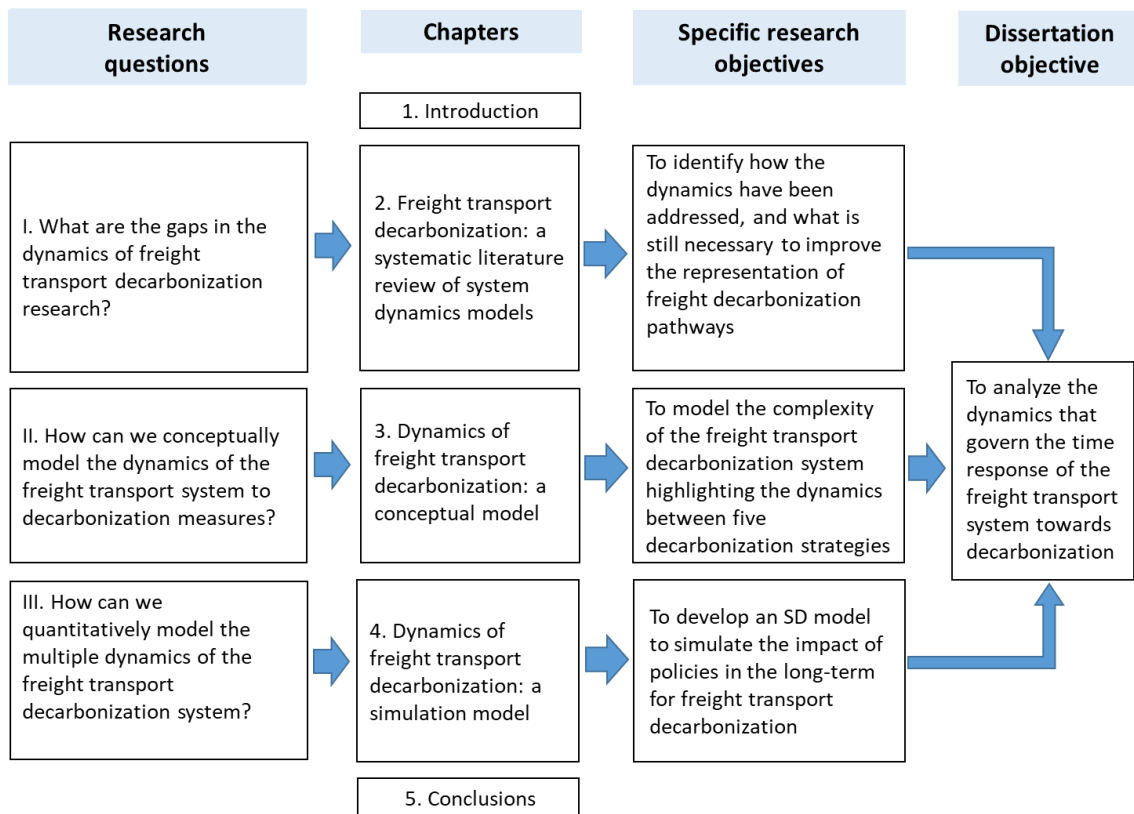 Research
questions
Chapters
Specific research
objectives
Dissertation
objective
1. Introduction
I. What are the gaps in the
dynamics of freight
transport decarbonization
research?
2. Freight transport
decarbonization: a
systematic literature
review of system
dynamics models
To identify how the
dynamics have been
addressed, and what is
still necessary to improve
the representation of
freight decarbonization
pathways
II. How can we conceptually
model the dynamics of the
freight transport system to
decarbonization measures?
3. Dynamics of
freight transport
decarbonization: a
conceptual model
To model the complexity
of the freight transport
decarbonization system
highlighting the dynamics
between five
decarbonization strategies
To analyze the
dynamics that
govern the time
response of the
freight transport
system towards
decarbonization
III. How can we
quantitatively model the
multiple dynamics of the
freight transport
decarbonization system?
4. Dynamics of
freight transport
decarbonization: a
simulation model
To develop an SD model
to simulate the impact of
policies in the long-term
for freight transport
decarbonization
5. Conclusions